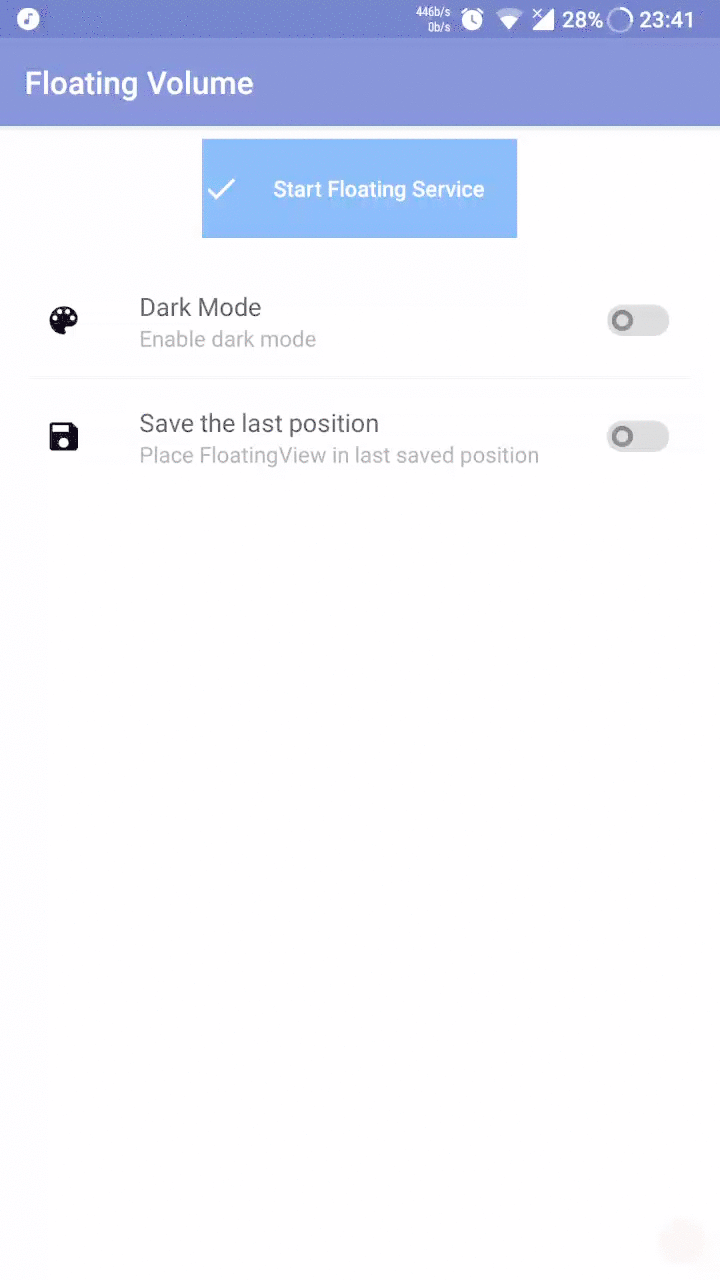 446b/s
0b/s
28%
23:41
Floating Volume
Start Floating Service
Dark Mode
Enable dark mode
Save the last position
Place FloatingView in last saved position